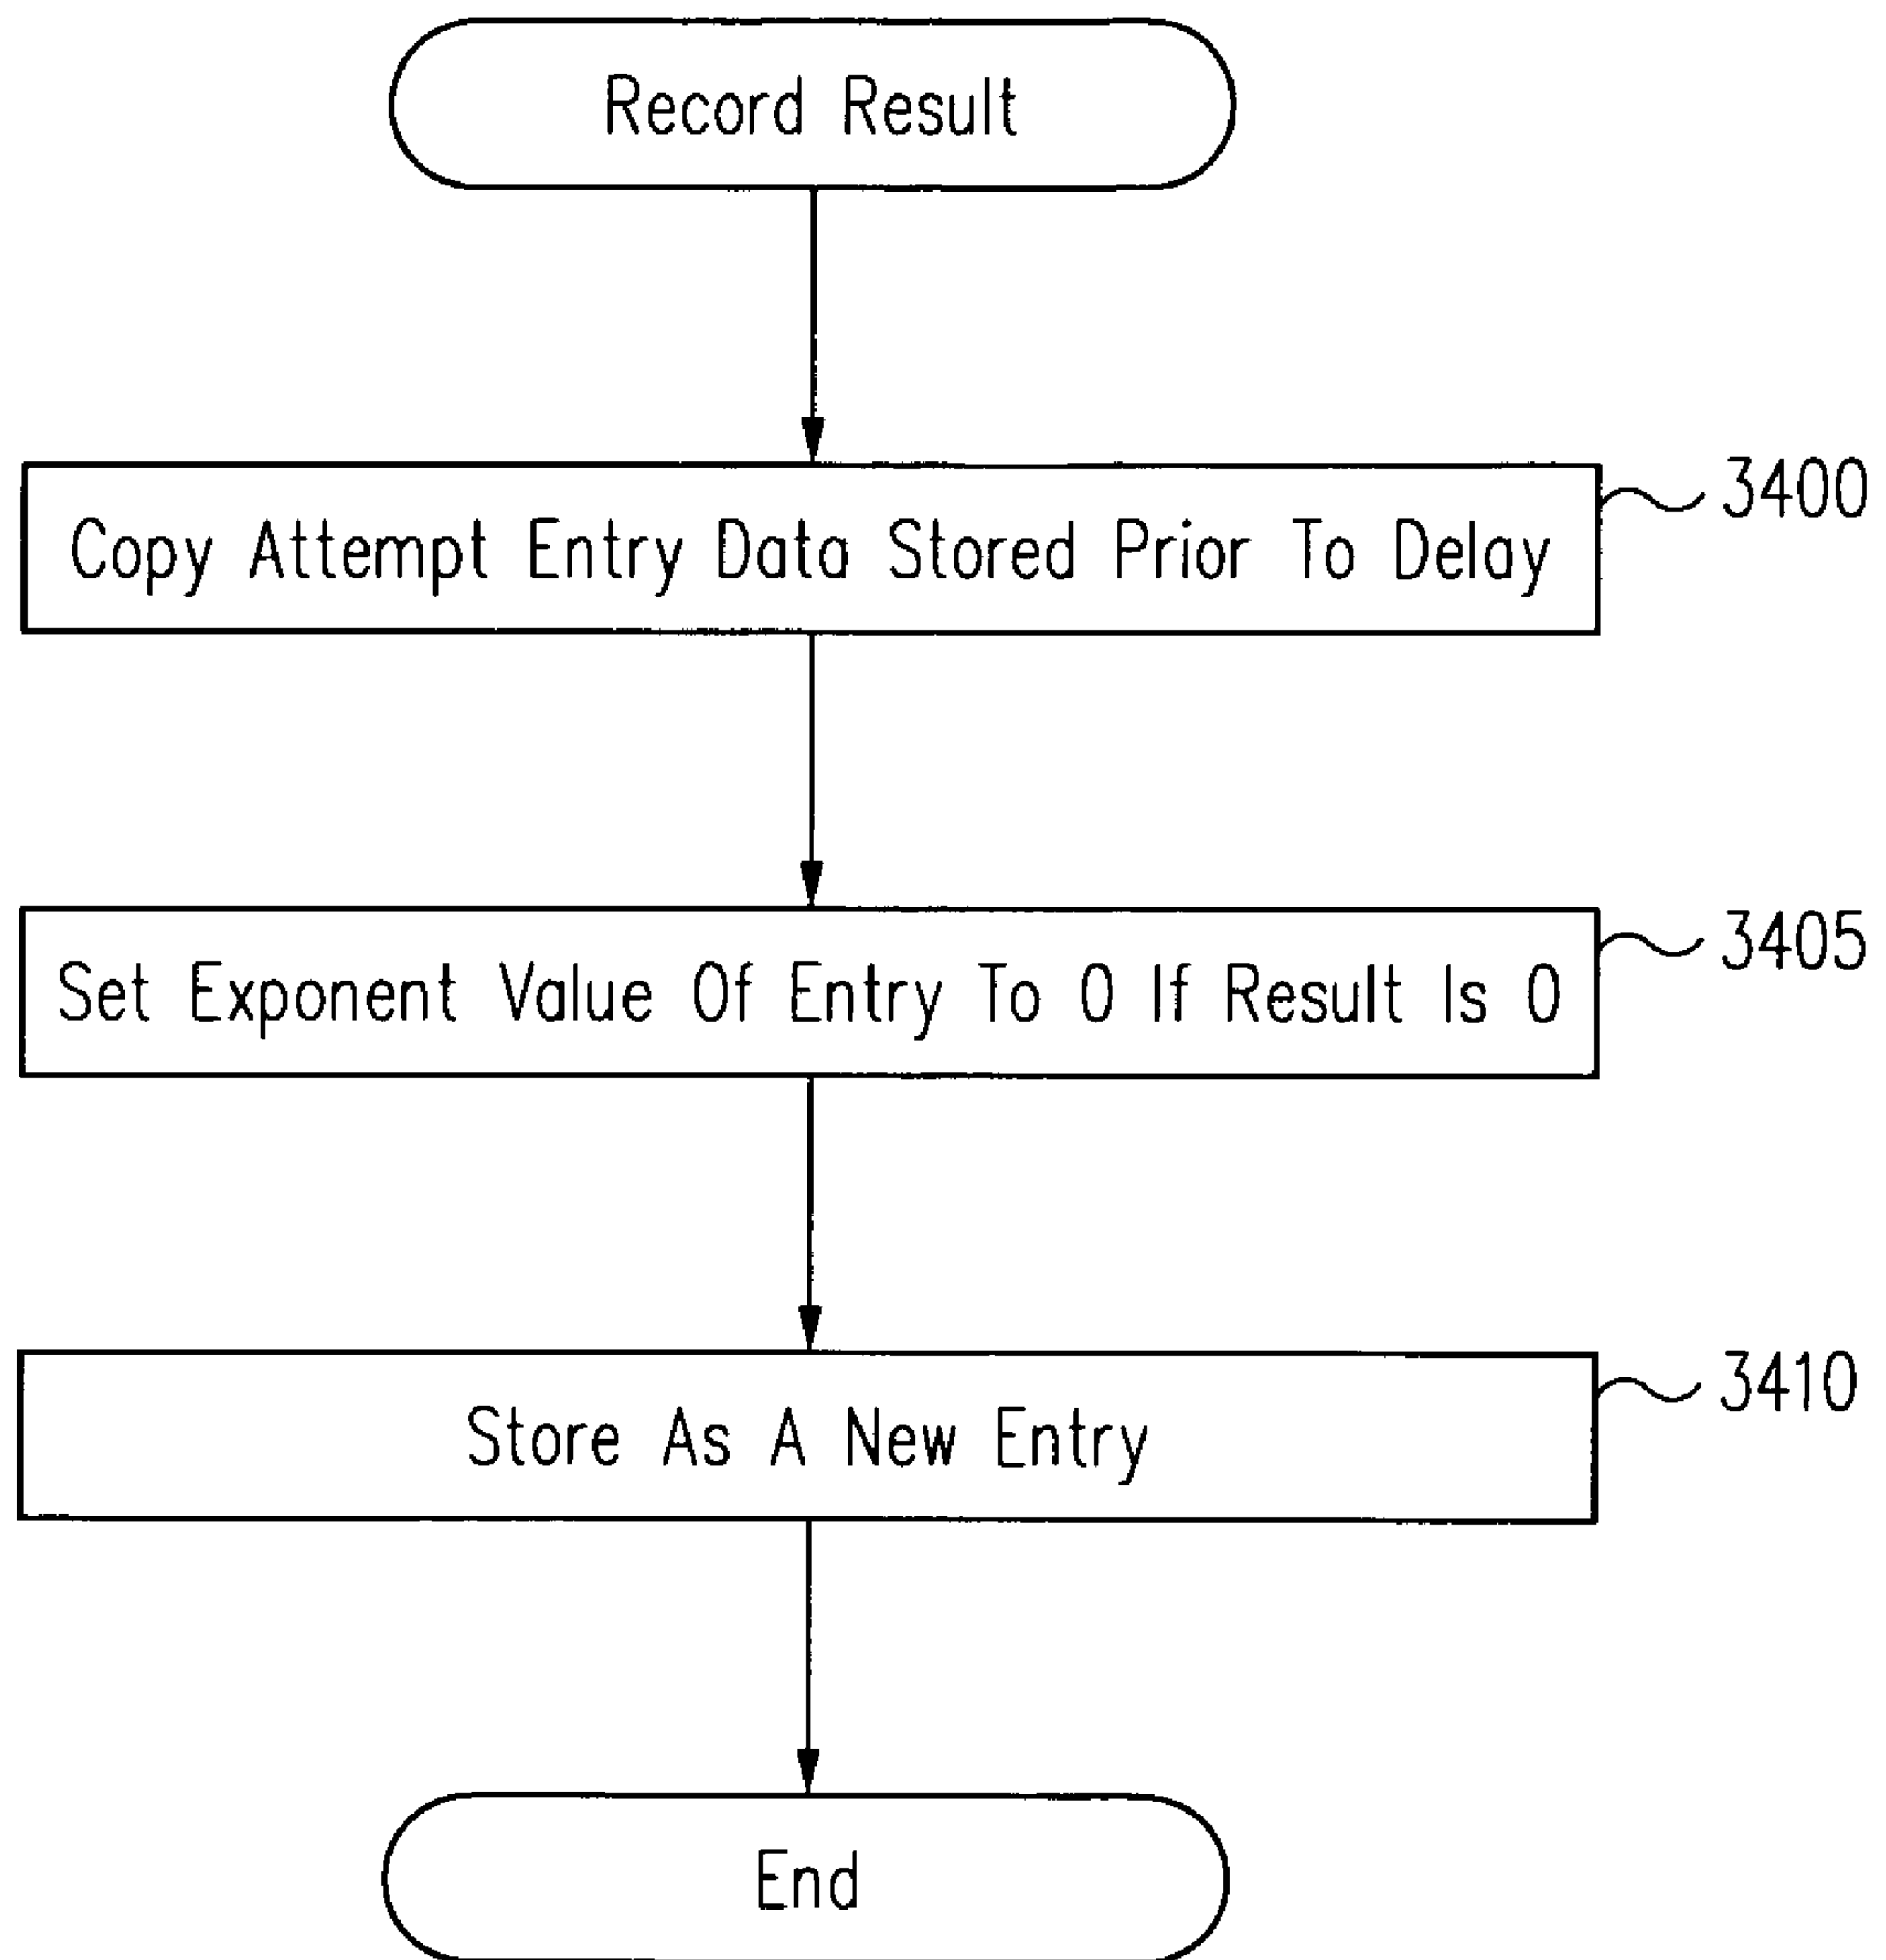 Record Result
Copy Attempt Entry Data Stored Prior To Delay
3400
Set Exponent Value Of Entry To 0 If Result Is 0
3405
Store As A New Entry
3410
End